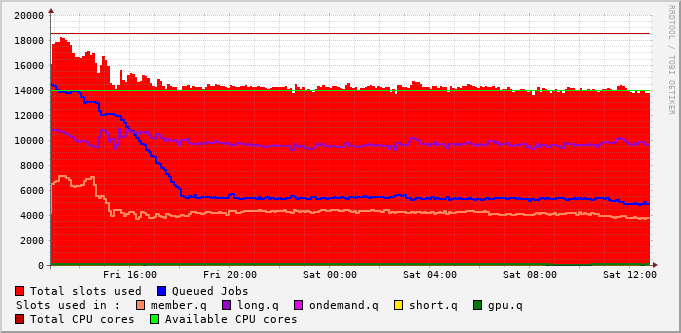 20000
18000
16000
14000
12000
10000
8000
6000
4000
2000
0
Fri 16:00 Fri 20:00 Sat 00:00 Sat 04:00 Sat 08:00 Sat 12:00
RRDTOOL / TOBI OETIKER
Total slots used Queued Jobs
Slots used in : member.q long.q ondemand.q short.q gpu.q
Total CPU cores Available CPU cores